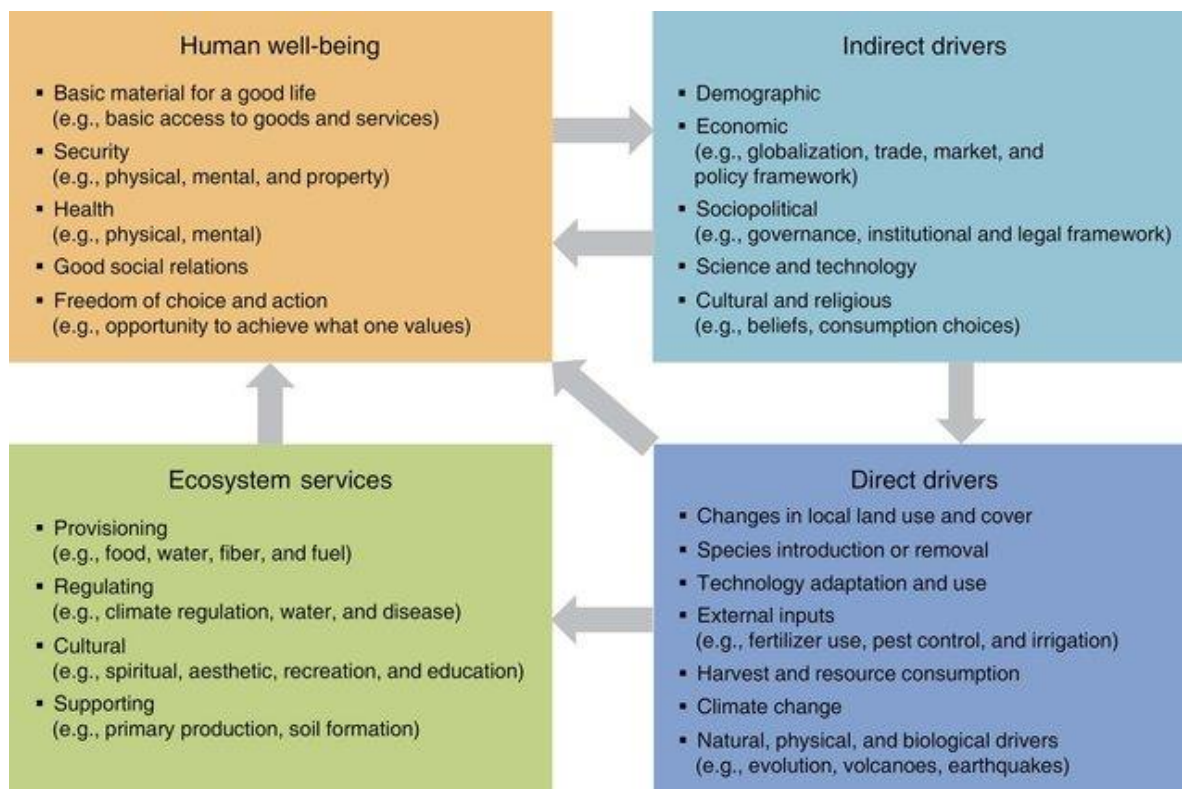 Human well-being
▪ Basic material for a good life
(e.g., basic access to goods and services)
▪ Security
(e.g., physical, mental, and property)
▪ Health
(e.g., physical, mental)
▪ Good social relations
▪ Freedom of choice and action
(e.g., opportunity to achieve what one values)
Indirect drivers
▪ Demographic
▪ Economic
(e.g., globalization, trade, market, and
policy framework)
▪ Sociopolitical
(e.g., governance, institutional and legal framework)
▪ Science and technology
▪ Cultural and religious
(e.g., beliefs, consumption choices)
Ecosystem services
▪ Provisioning
(e.g., food, water, fiber, and fuel)
▪ Regulating
(e.g., climate regulation, water, and disease)
▪ Cultural
(e.g., spiritual, aesthetic, recreation, and education)
▪ Supporting
(e.g., primary production, soil formation)
Direct drivers
▪ Changes in local land use and cover
▪ Species introduction or removal
▪ Technology adaptation and use
▪ External inputs
(e.g., fertilizer use, pest control, and irrigation)
▪ Harvest and resource consumption
▪ Climate change
▪ Natural, physical, and biological drivers
(e.g., evolution, volcanoes, earthquakes)